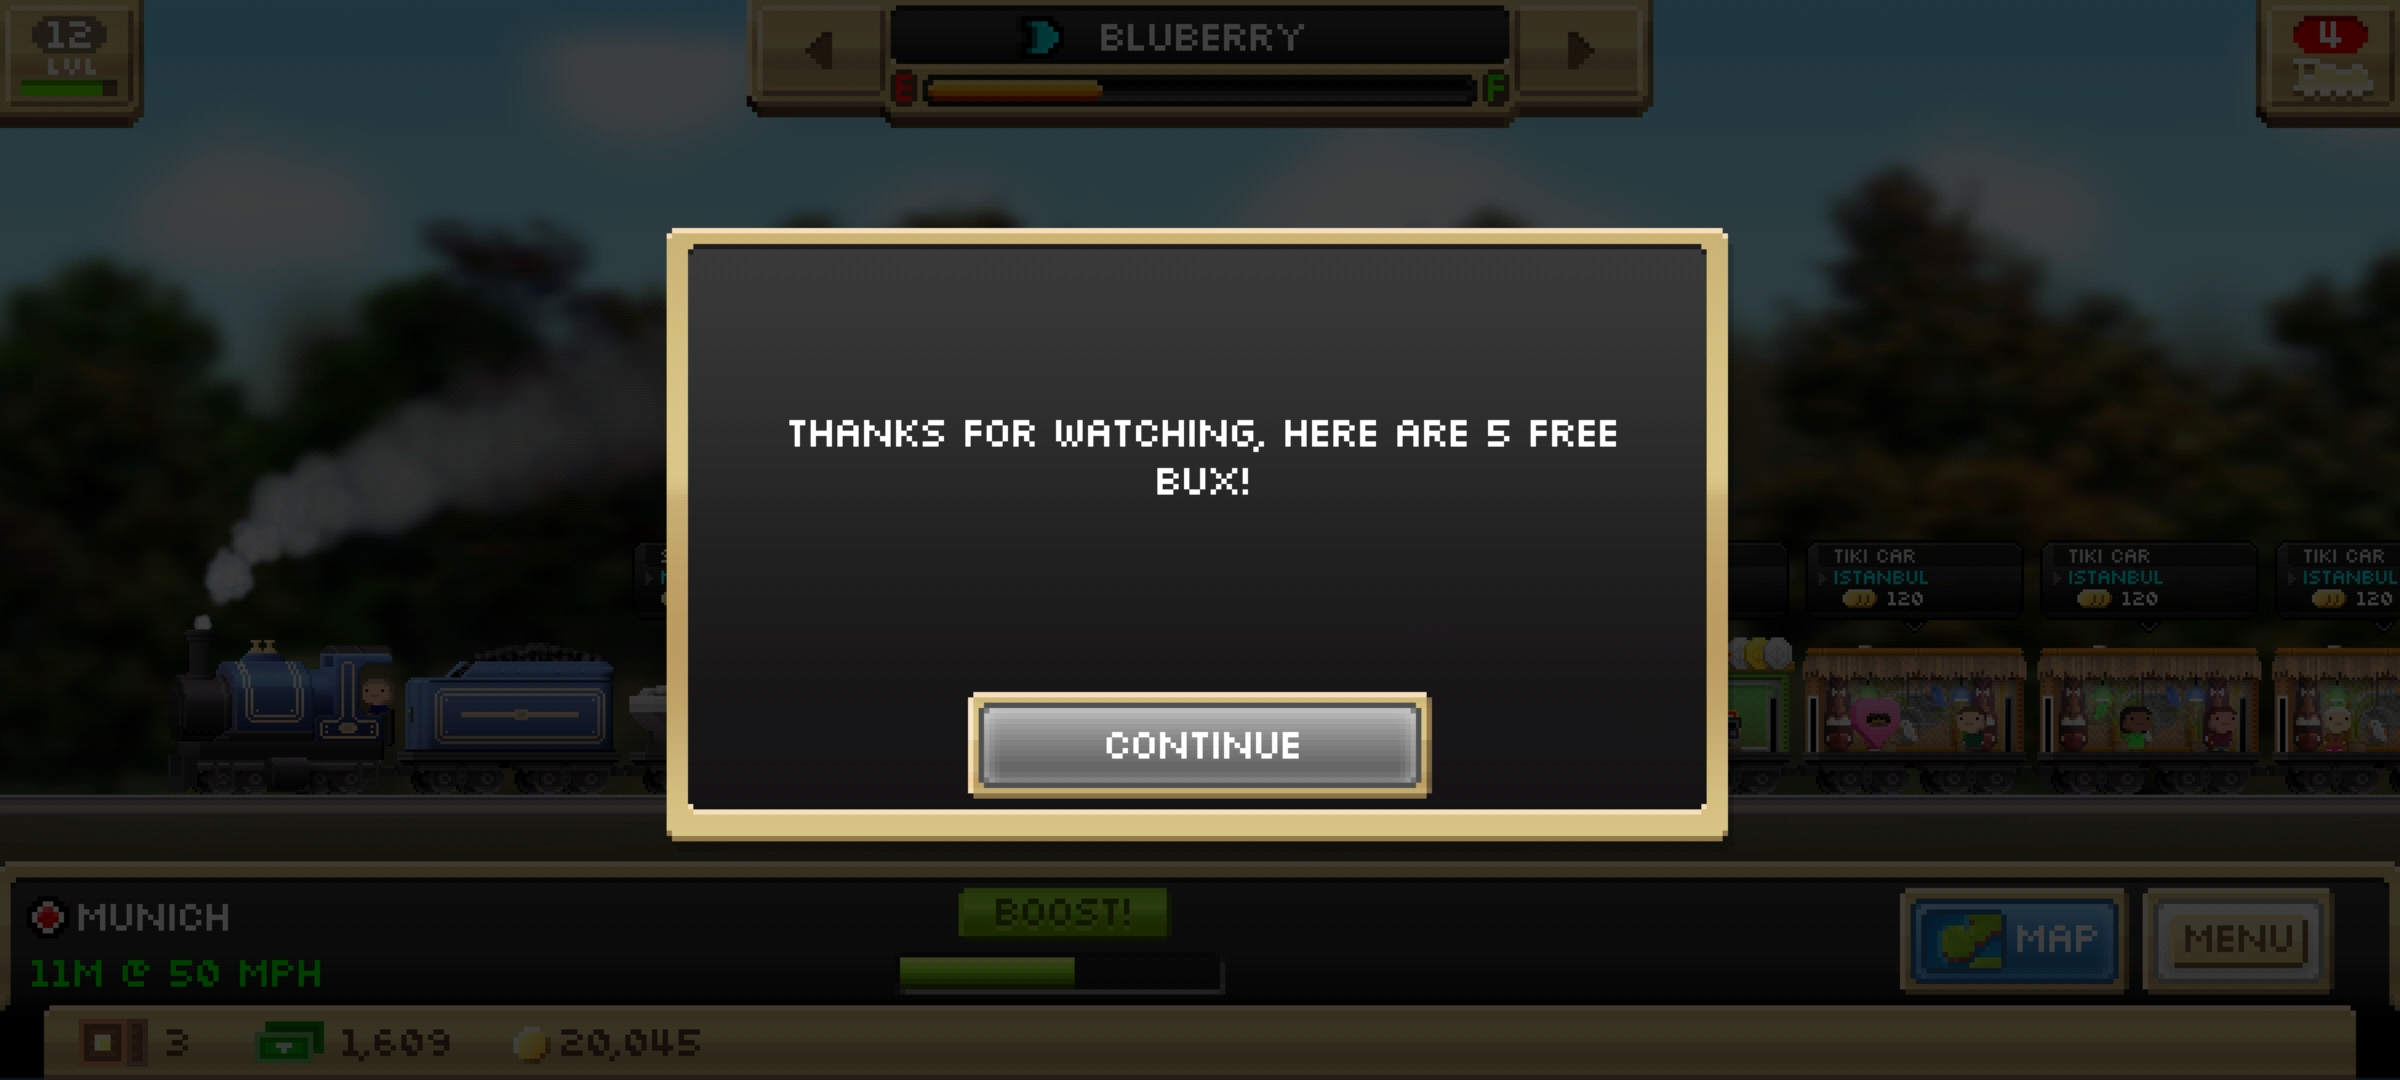 12
LVL
BLUBERRY
E F
4
THANKS FOR WATCHING, HERE ARE 5 FREE
BUX!
CONTINUE
TIKI CAR
ISTANBUL
120
TIKI CAR
ISTANBUL
120
TIKI CAR
ISTANBUL
120
MUNICH
11M @ 50 MPH
BOOST!
MAP
MENU
3 1,609 20,045